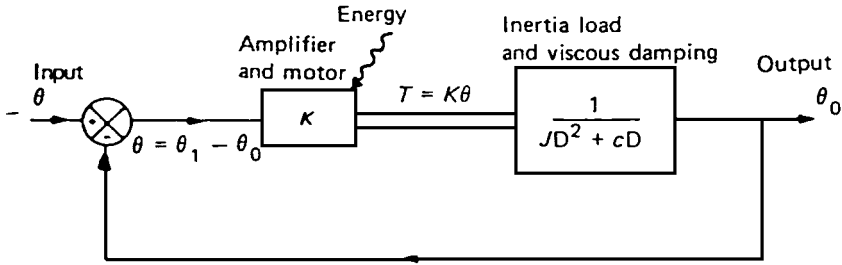 Energy
Inertia load
and viscous damping
Amplifier
and motor
Input
Output
θ
T = Kθ
K
1
JD² + cD
θ₀
θ = θ₁ − θ₀